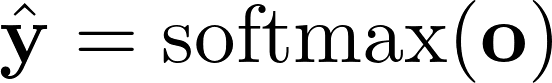 ŷ = softmax(o)